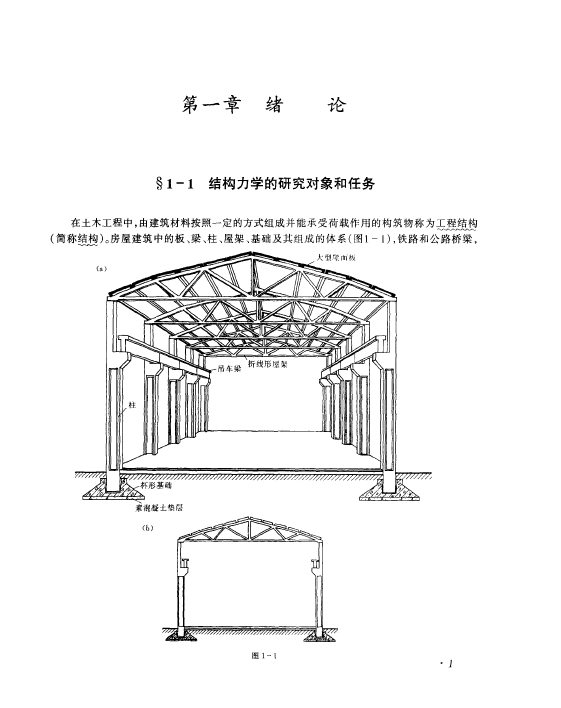 第一章 绪 论
§1-1 结构力学的研究对象和任务
在土木工程中,由建筑材料按照一定的方式组成并能承受荷载作用的构筑物称为工程结构
(简称结构)。房屋建筑中的板、梁、柱、屋架、基础及其组成的体系(图1-1),铁路和公路桥梁,
(a)
大型屋面板
折线形屋架
吊车梁
柱
杯形基础
素混凝土垫层
(b)
图1-1
· 1